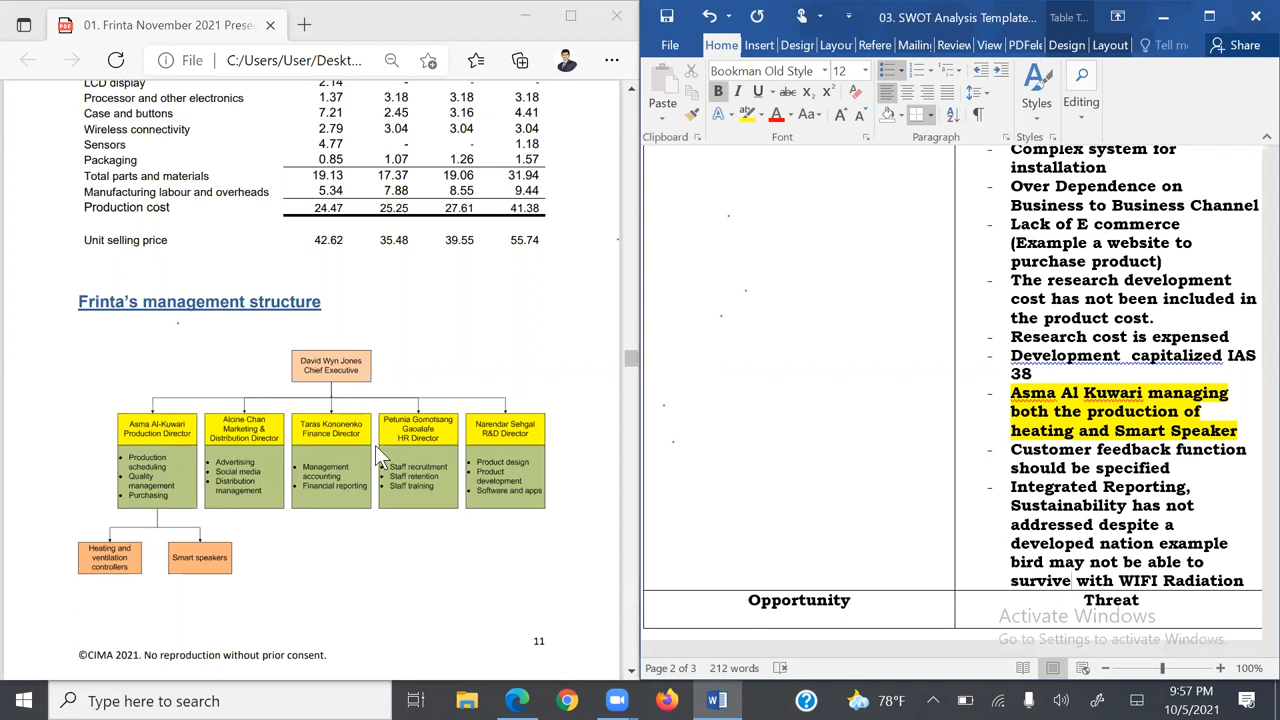 01. Frinta November 2021 Prese
File
C:/Users/User/Deskt...
LCD display 2.14 - - -
Processor and other electronics 1.37 3.18 3.18 3.18
Case and buttons 7.21 2.45 3.16 4.41
Wireless connectivity 2.79 3.04 3.04 3.04
Sensors 4.77 - - 1.18
Packaging 0.85 1.07 1.26 1.57
Total parts and materials 19.13 17.37 19.06 31.94
Manufacturing labour and overheads 5.34 7.88 8.55 9.44
Production cost 24.47 25.25 27.61 41.38
Unit selling price 42.62 35.48 39.55 55.74
Frinta's management structure
David Wyn Jones
Chief Executive
Asma Al-Kuwari
Production Director
• Production
scheduling
• Quality
management
• Purchasing
Alcine Chan
Marketing &
Distribution Director
• Advertising
• Social media
• Distribution
management
Taras Kononenko
Finance Director
• Management
accounting
• Financial reporting
Petunia Gomotsang
Gaoalafe
HR Director
• Staff recruitment
• Staff retention
• Staff training
Narendar Sehgal
R&D Director
• Product design
• Product
development
• Software and apps
Heating and
ventilation
controllers
Smart speakers
11
©CIMA 2021. No reproduction without prior consent.
03. SWOT Analysis Template...
Table T...
File Home Insert Design Layou Refere Mailing Review View PDFel Design Layout Tell me Share
Bookman Old Style 12
Paste
B I U abc x₂ x²
Styles
Editing
Clipboard Font Paragraph Styles
Complex system for
installation
- Over Dependence on
Business to Business Channel
- Lack of E commerce
(Example a website to
purchase product)
- The research development
cost has not been included in
the product cost.
- Research cost is expensed
- Development capitalized IAS
38
- Asma Al Kuwari managing
both the production of
heating and Smart Speaker
- Customer feedback function
should be specified
- Integrated Reporting,
Sustainability has not
addressed despite a
developed nation example
bird may not be able to
survive with WIFI Radiation
Opportunity Threat
Activate Windows
Go to Settings to activate Windows.
Page 2 of 3 212 words 100%
Type here to search
78°F
9:57 PM
10/5/2021